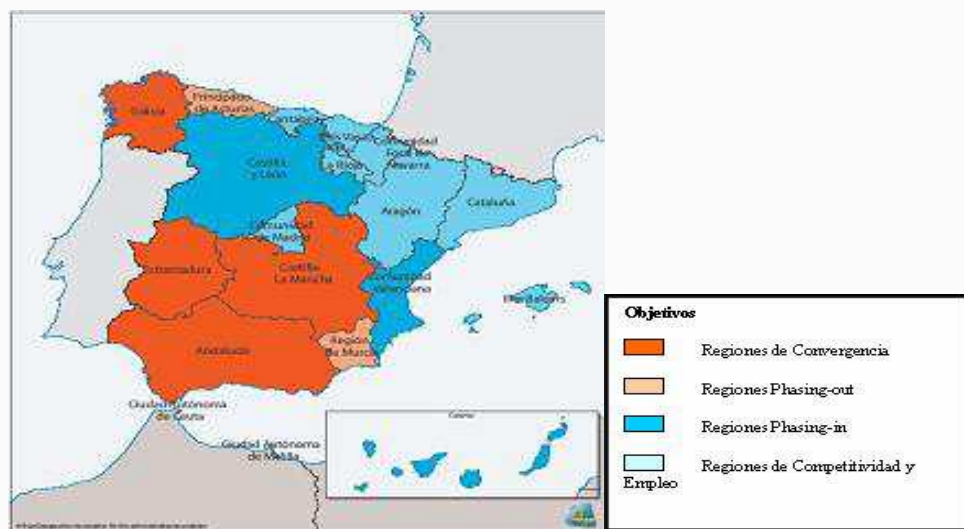 Galicia
Principado
de Asturias
Cantabria
País Vasco
La Rioja
Comunidad
Foral de
Navarra
Castilla
y León
Aragón
Cataluña
Comunidad
de Madrid
Extremadura
Castilla
La Mancha
Comunidad
Valenciana
Illes Balears
Andalucía
Región
de Murcia
Ciudad Autónoma
de Ceuta
Ciudad Autónoma
de Melilla
Canarias
Objetivos
Regiones de Convergencia
Regiones Phasing-out
Regiones Phasing-in
Regiones de Competitividad y
Empleo